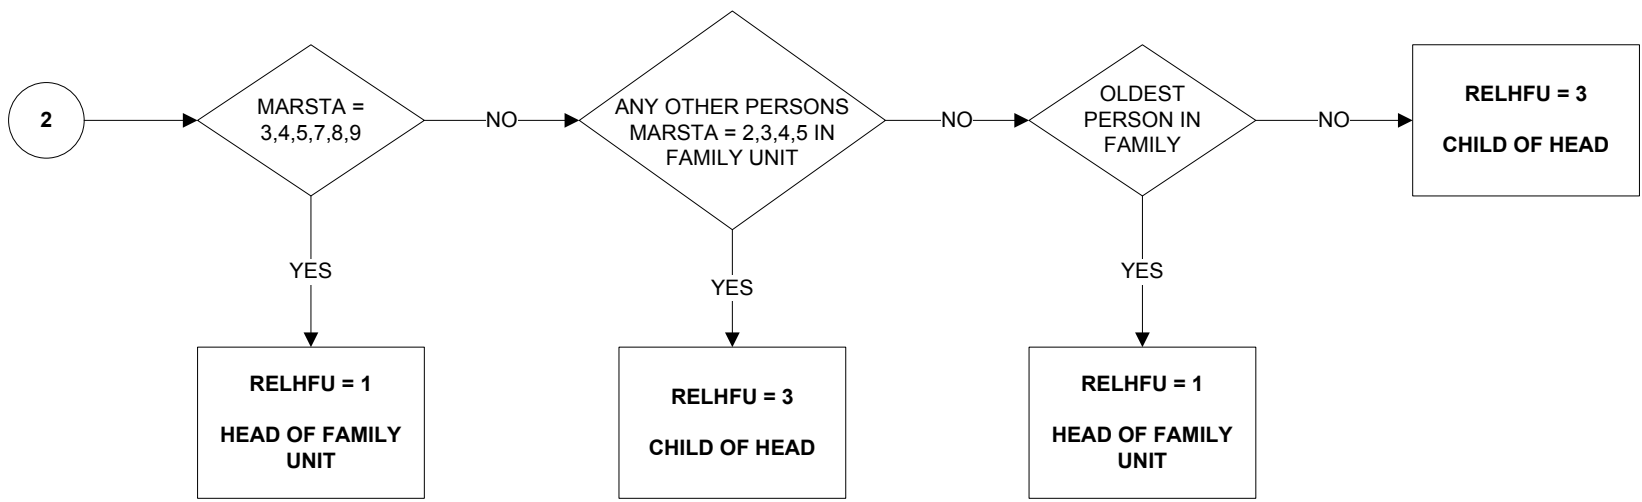 2
MARSTA =
3,4,5,7,8,9
NO
ANY OTHER PERSONS
MARSTA = 2,3,4,5 IN
FAMILY UNIT
NO
OLDEST
PERSON IN
FAMILY
NO
RELHFU = 3
CHILD OF HEAD
YES
YES
YES
RELHFU = 1
HEAD OF FAMILY
UNIT
RELHFU = 3
CHILD OF HEAD
RELHFU = 1
HEAD OF FAMILY
UNIT